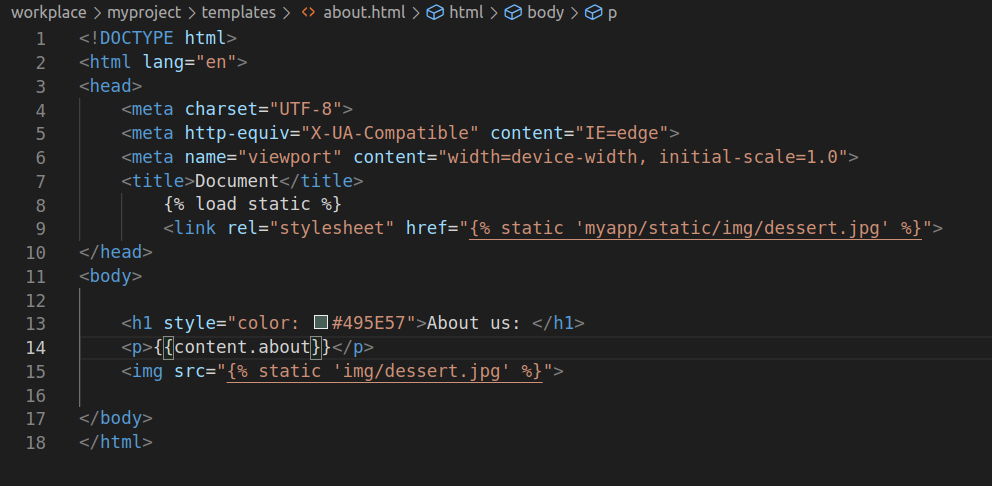 workplace > myproject > templates > <> about.html > html > body > p
1 <!DOCTYPE html>
2 <html lang="en">
3 <head>
4 <meta charset="UTF-8">
5 <meta http-equiv="X-UA-Compatible" content="IE=edge">
6 <meta name="viewport" content="width=device-width, initial-scale=1.0">
7 <title>Document</title>
8 {% load static %}
9 <link rel="stylesheet" href="{% static 'myapp/static/img/dessert.jpg' %}">
10 </head>
11 <body>
12
13 <h1 style="color: #495E57">About us: </h1>
14 <p>{{content.about}}</p>
15 <img src="{% static 'img/dessert.jpg' %}">
16
17 </body>
18 </html>